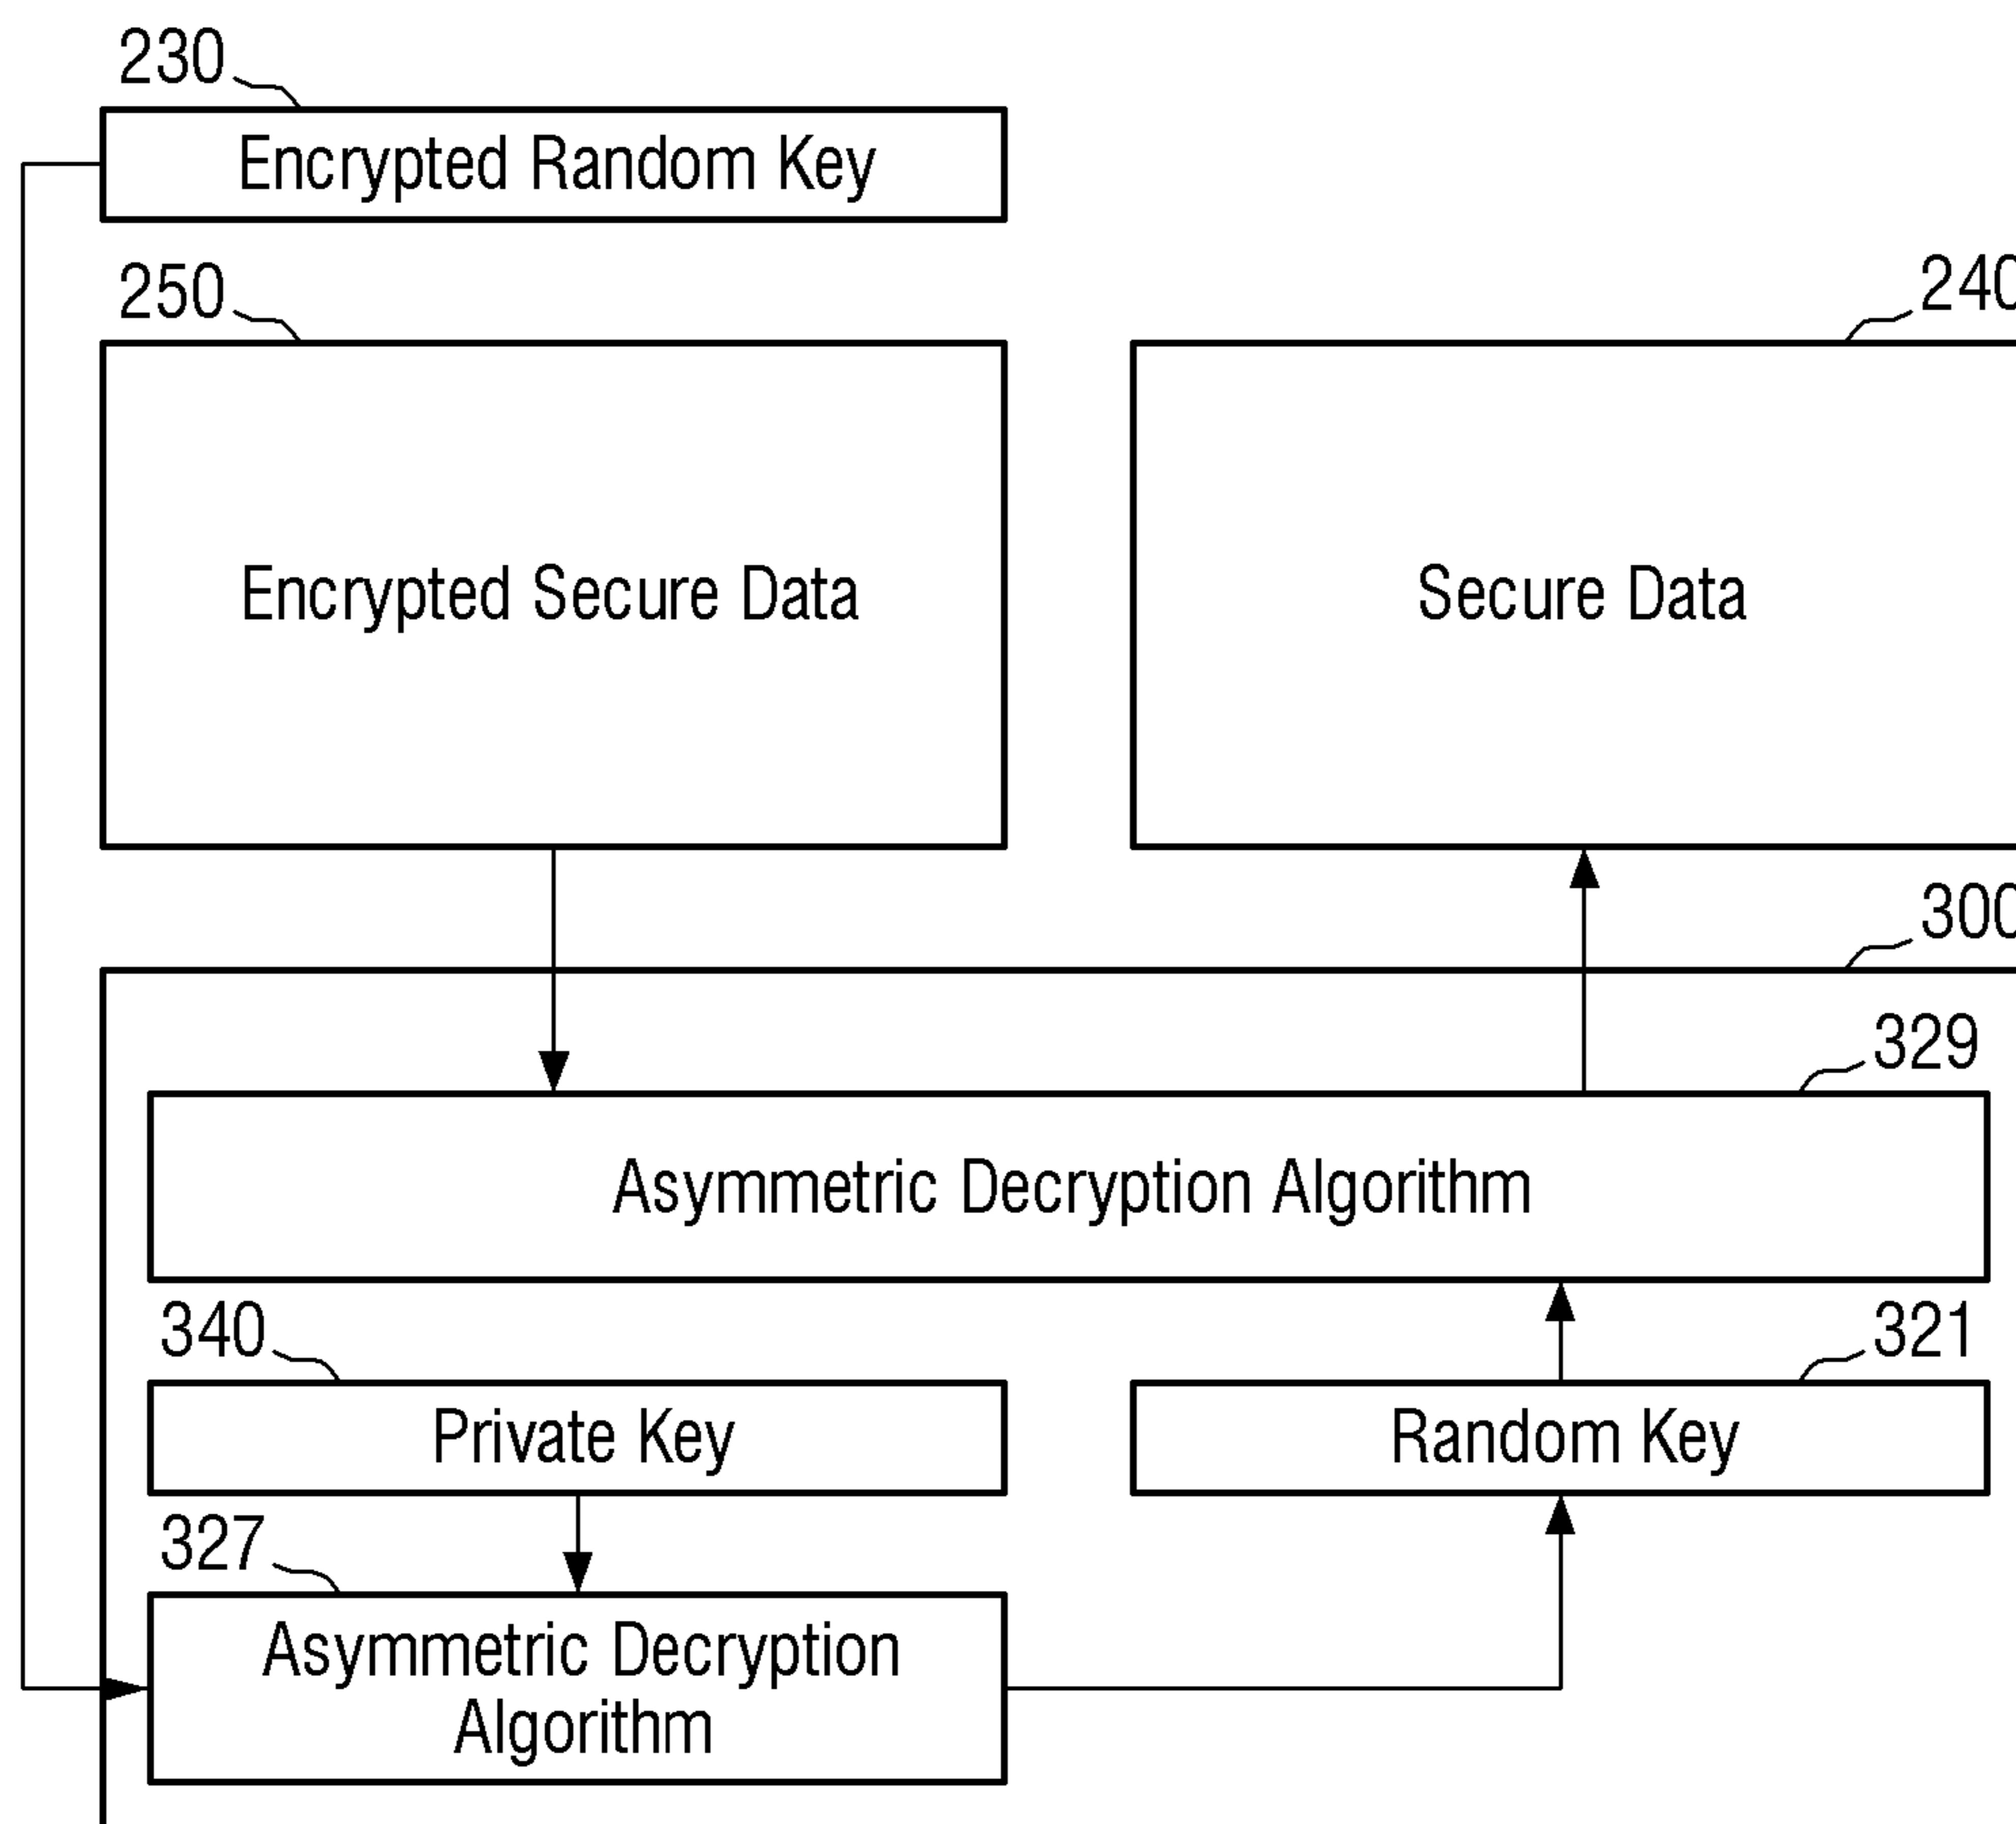 230
Encrypted Random Key
250
240
Encrypted Secure Data
Secure Data
300
329
Asymmetric Decryption Algorithm
340
321
Private Key
Random Key
327
Asymmetric Decryption
Algorithm